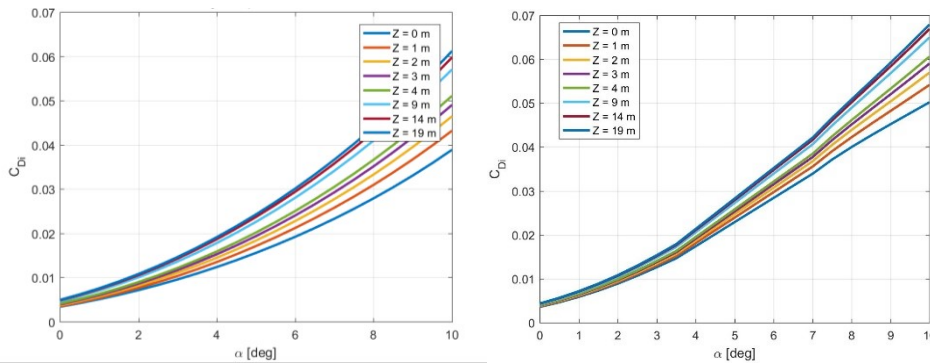 0.07
0.06
0.05
0.04
0.03
0.02
0.01
0
C_Di
0 2 4 6 8 10
α [deg]
Z = 0 m
Z = 1 m
Z = 2 m
Z = 3 m
Z = 4 m
Z = 9 m
Z = 14 m
Z = 19 m
0.07
0.06
0.05
0.04
0.03
0.02
0.01
0
C_Di
0 1 2 3 4 5 6 7 8 9 10
α [deg]
Z = 0 m
Z = 1 m
Z = 2 m
Z = 3 m
Z = 4 m
Z = 9 m
Z = 14 m
Z = 19 m